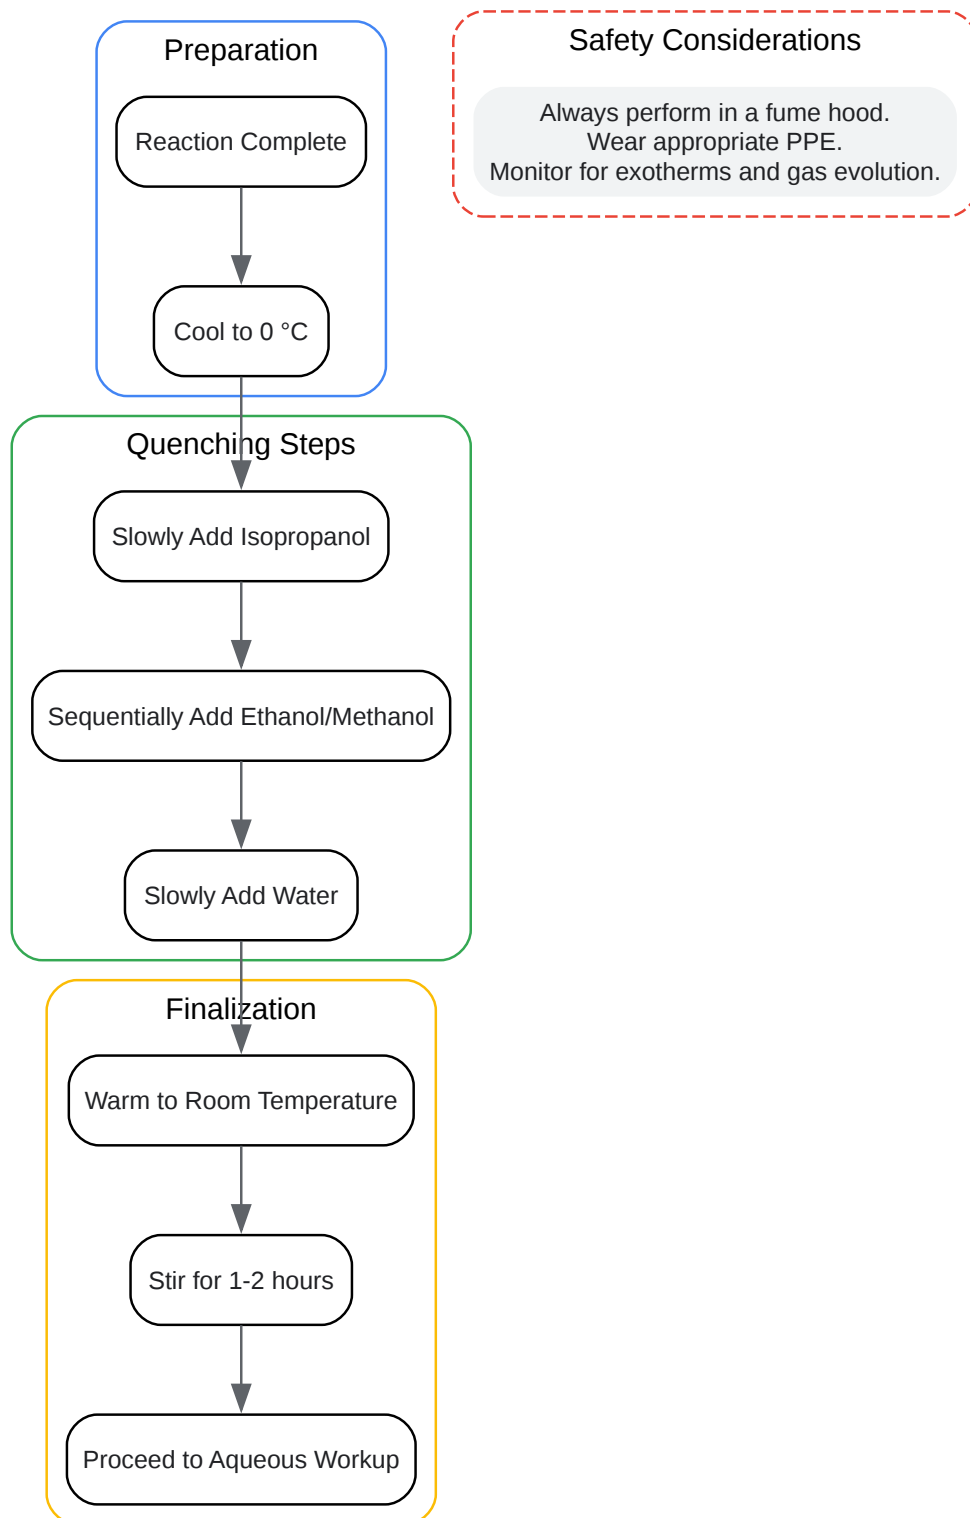 Preparation
Reaction Complete
Cool to 0 °C
Safety Considerations
Always perform in a fume hood.
Wear appropriate PPE.
Monitor for exotherms and gas evolution.
Quenching Steps
Slowly Add Isopropanol
Sequentially Add Ethanol/Methanol
Slowly Add Water
Finalization
Warm to Room Temperature
Stir for 1-2 hours
Proceed to Aqueous Workup